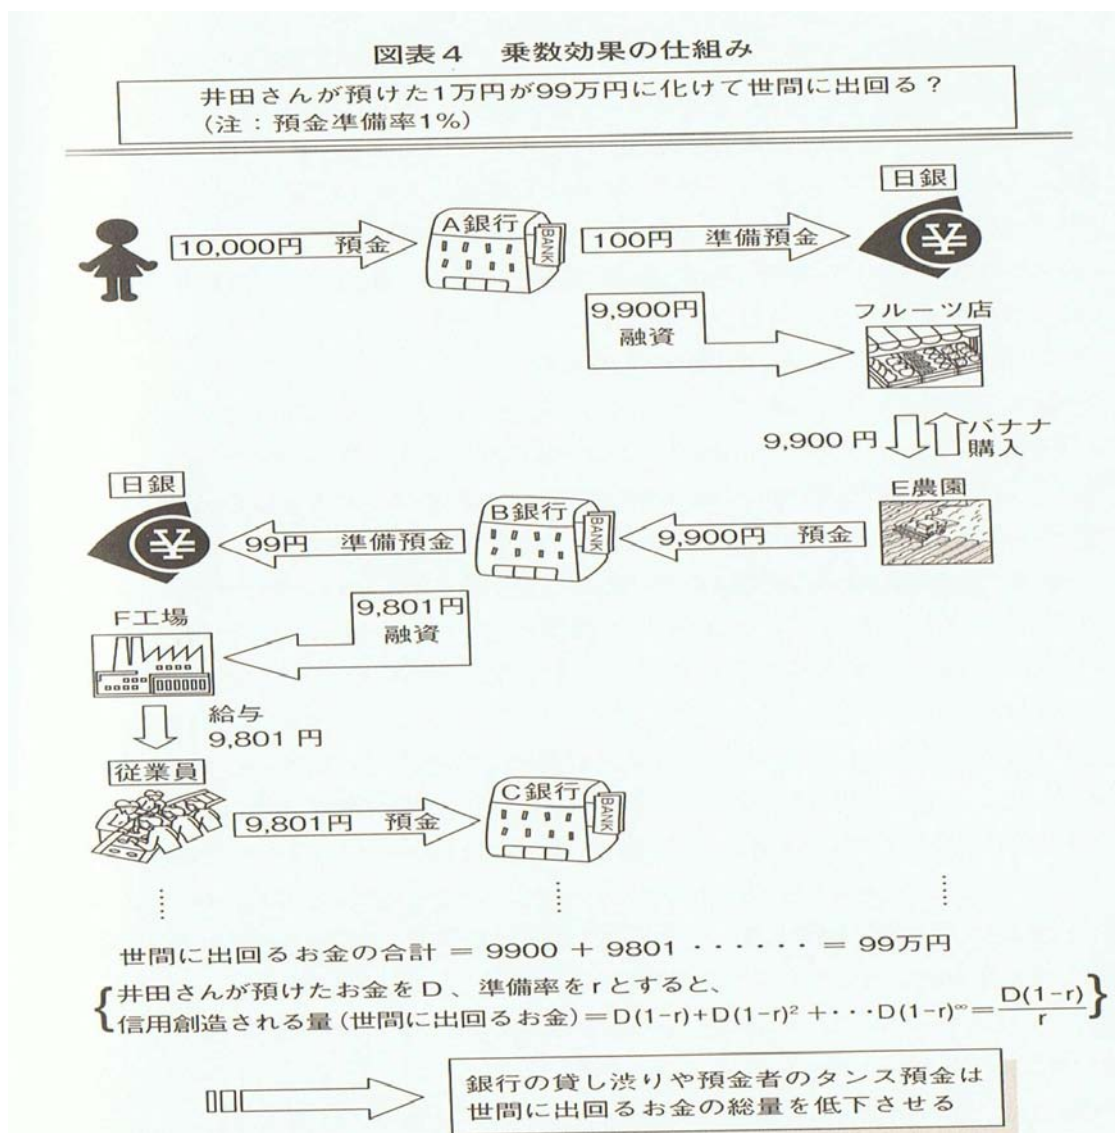 図表4 乗数効果の仕組み
井田さんが預けた1万円が99万円に化けて世間に出回る?
(注:預金準備率1%)
日銀
A銀行
BANK
10,000円 預金
100円 準備預金
9,900円
融資
フルーツ店
9,900円
バナナ
購入
日銀
B銀行
BANK
E農園
99円 準備預金
9,900円 預金
F工場
9,801円
融資
給与
9,801円
従業員
C銀行
BANK
9,801円 預金
世間に出回るお金の合計 = 9900 + 9801 ・・・・・・ = 99万円
井田さんが預けたお金をD、準備率をrとすると、
信用創造される量(世間に出回るお金)=D(1-r)+D(1-r)²+・・・D(1-r)^∞=D(1-r)/r
銀行の貸し渋りや預金者のタンス預金は
世間に出回るお金の総量を低下させる